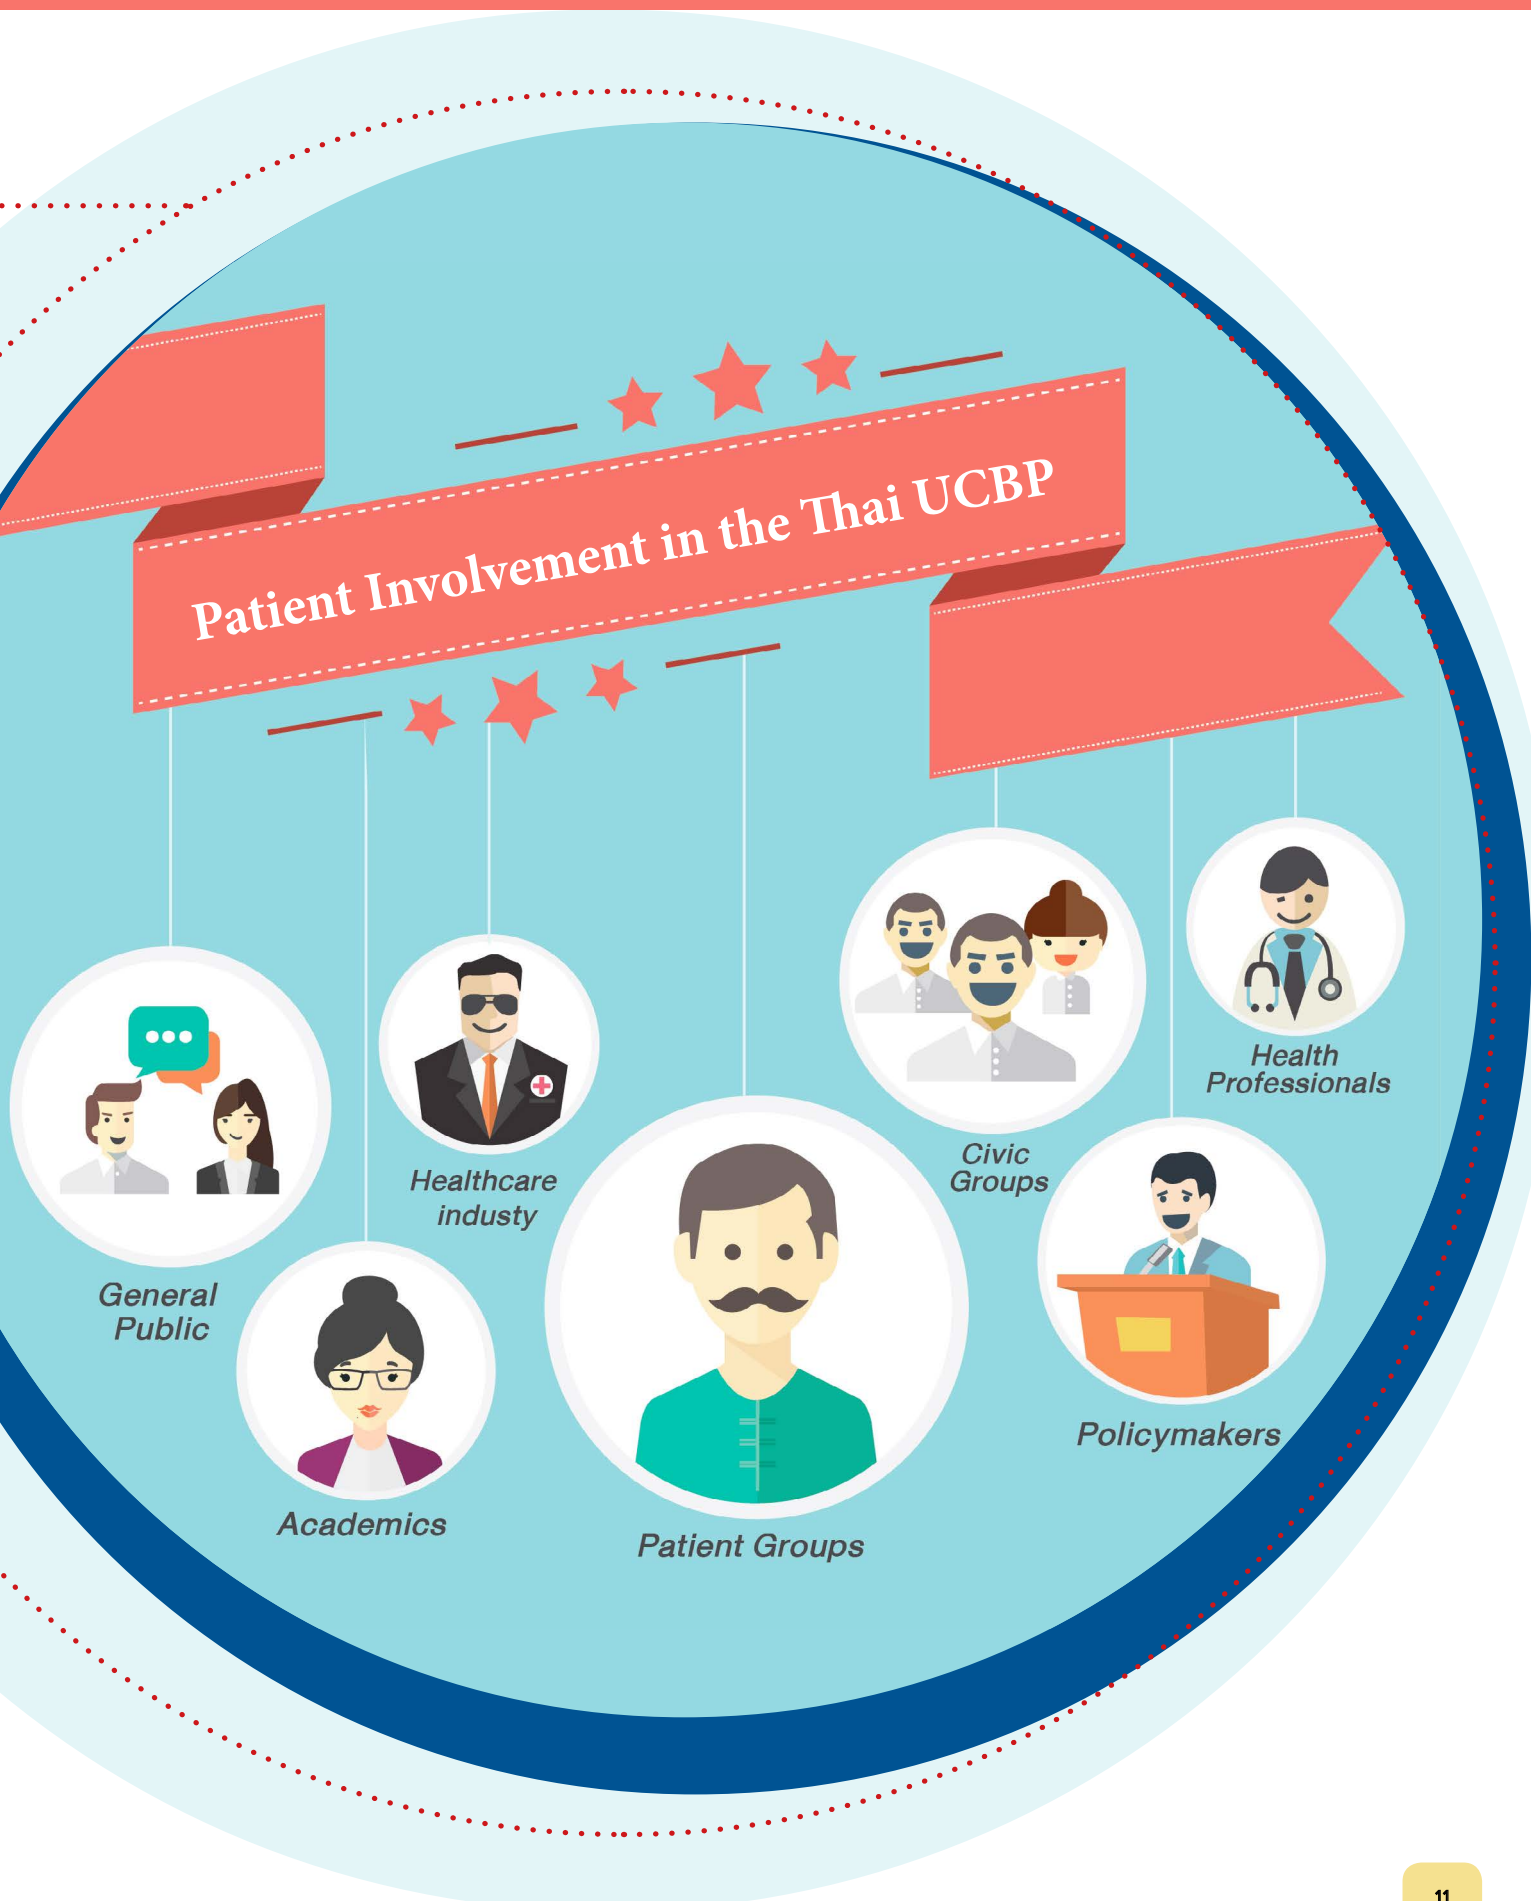 Patient Involvement in the Thai UCBP
Health
Professionals
Civic
Groups
Healthcare
industy
General
Public
Policymakers
Academics
Patient Groups
11